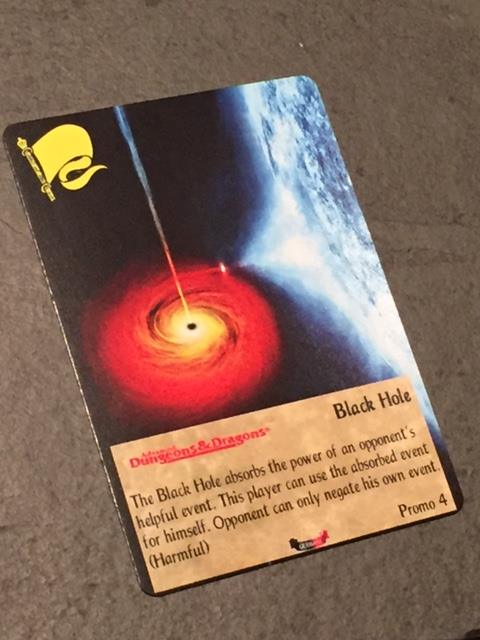 Black Hole
Advanced
Dungeons & Dragons®
The Black Hole absorbs the power of an opponent's
helpful event. This player can use the absorbed event
for himself. Opponent can only negate his own event.
(Harmful)
Promo 4